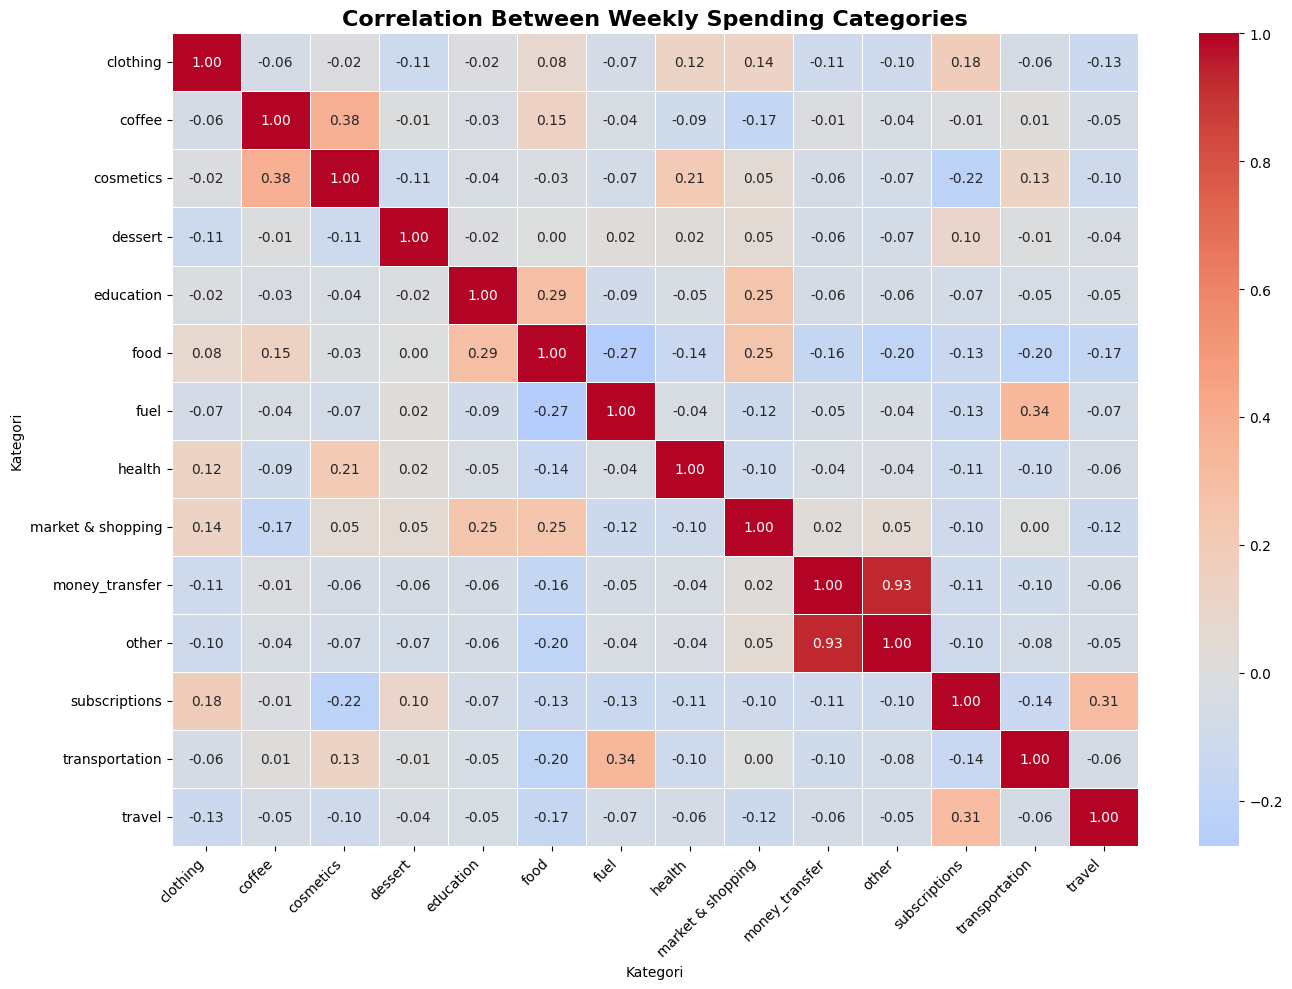 Correlation Between Weekly Spending Categories
clothing 1.00 -0.06 -0.02 -0.11 -0.02 0.08 -0.07 0.12 0.14 -0.11 -0.10 0.18 -0.06 -0.13
coffee -0.06 1.00 0.38 -0.01 -0.03 0.15 -0.04 -0.09 -0.17 -0.01 -0.04 -0.01 0.01 -0.05
cosmetics -0.02 0.38 1.00 -0.11 -0.04 -0.03 -0.07 0.21 0.05 -0.06 -0.07 -0.22 0.13 -0.10
dessert -0.11 -0.01 -0.11 1.00 -0.02 0.00 0.02 0.02 0.05 -0.06 -0.07 0.10 -0.01 -0.04
education -0.02 -0.03 -0.04 -0.02 1.00 0.29 -0.09 -0.05 0.25 -0.06 -0.06 -0.07 -0.05 -0.05
food 0.08 0.15 -0.03 0.00 0.29 1.00 -0.27 -0.14 0.25 -0.16 -0.20 -0.13 -0.20 -0.17
fuel -0.07 -0.04 -0.07 0.02 -0.09 -0.27 1.00 -0.04 -0.12 -0.05 -0.04 -0.13 0.34 -0.07
health 0.12 -0.09 0.21 0.02 -0.05 -0.14 -0.04 1.00 -0.10 -0.04 -0.04 -0.11 -0.10 -0.06
market & shopping 0.14 -0.17 0.05 0.05 0.25 0.25 -0.12 -0.10 1.00 0.02 0.05 -0.10 0.00 -0.12
money_transfer -0.11 -0.01 -0.06 -0.06 -0.06 -0.16 -0.05 -0.04 0.02 1.00 0.93 -0.11 -0.10 -0.06
other -0.10 -0.04 -0.07 -0.07 -0.06 -0.20 -0.04 -0.04 0.05 0.93 1.00 -0.10 -0.08 -0.05
subscriptions 0.18 -0.01 -0.22 0.10 -0.07 -0.13 -0.13 -0.11 -0.10 -0.11 -0.10 1.00 -0.14 0.31
transportation -0.06 0.01 0.13 -0.01 -0.05 -0.20 0.34 -0.10 0.00 -0.10 -0.08 -0.14 1.00 -0.06
travel -0.13 -0.05 -0.10 -0.04 -0.05 -0.17 -0.07 -0.06 -0.12 -0.06 -0.05 0.31 -0.06 1.00
clothing coffee cosmetics dessert education food fuel health market & shopping money_transfer other subscriptions transportation travel
Kategori
Kategori
1.0
0.8
0.6
0.4
0.2
0.0
−0.2